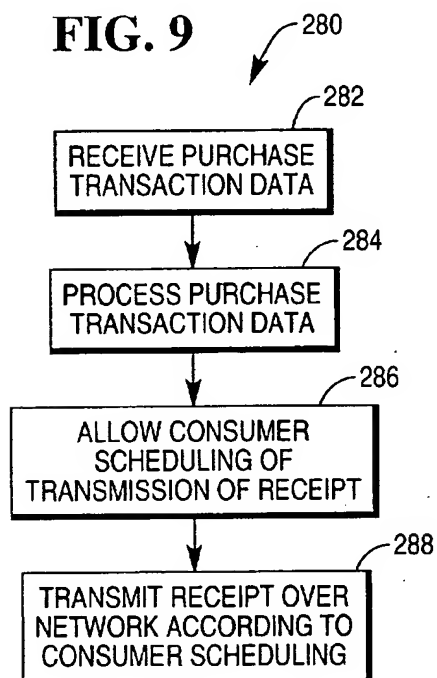 FIG. 9
280
282
RECEIVE PURCHASE
TRANSACTION DATA
284
PROCESS PURCHASE
TRANSACTION DATA
286
ALLOW CONSUMER
SCHEDULING OF
TRANSMISSION OF RECEIPT
288
TRANSMIT RECEIPT OVER
NETWORK ACCORDING TO
CONSUMER SCHEDULING